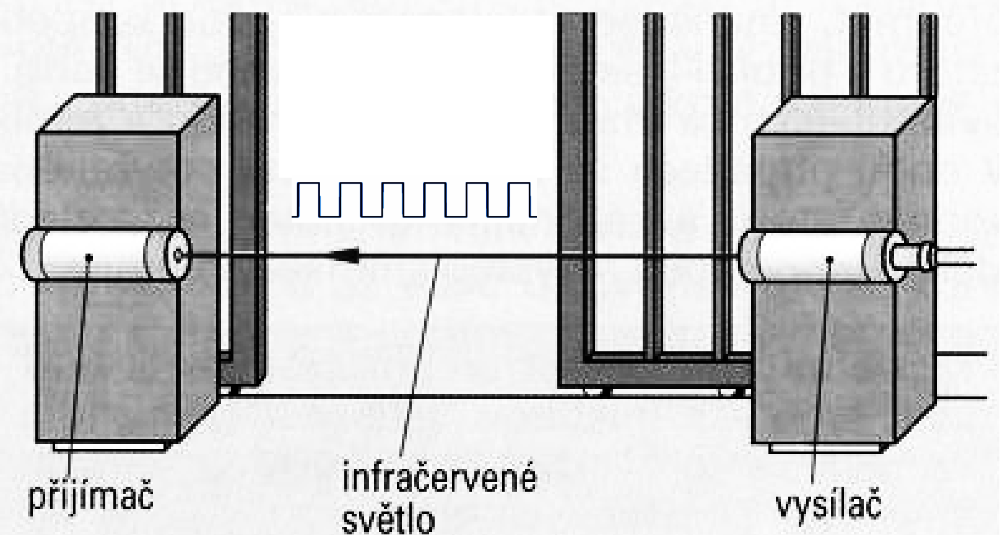 přijímač
infračervené
světlo
vysílač